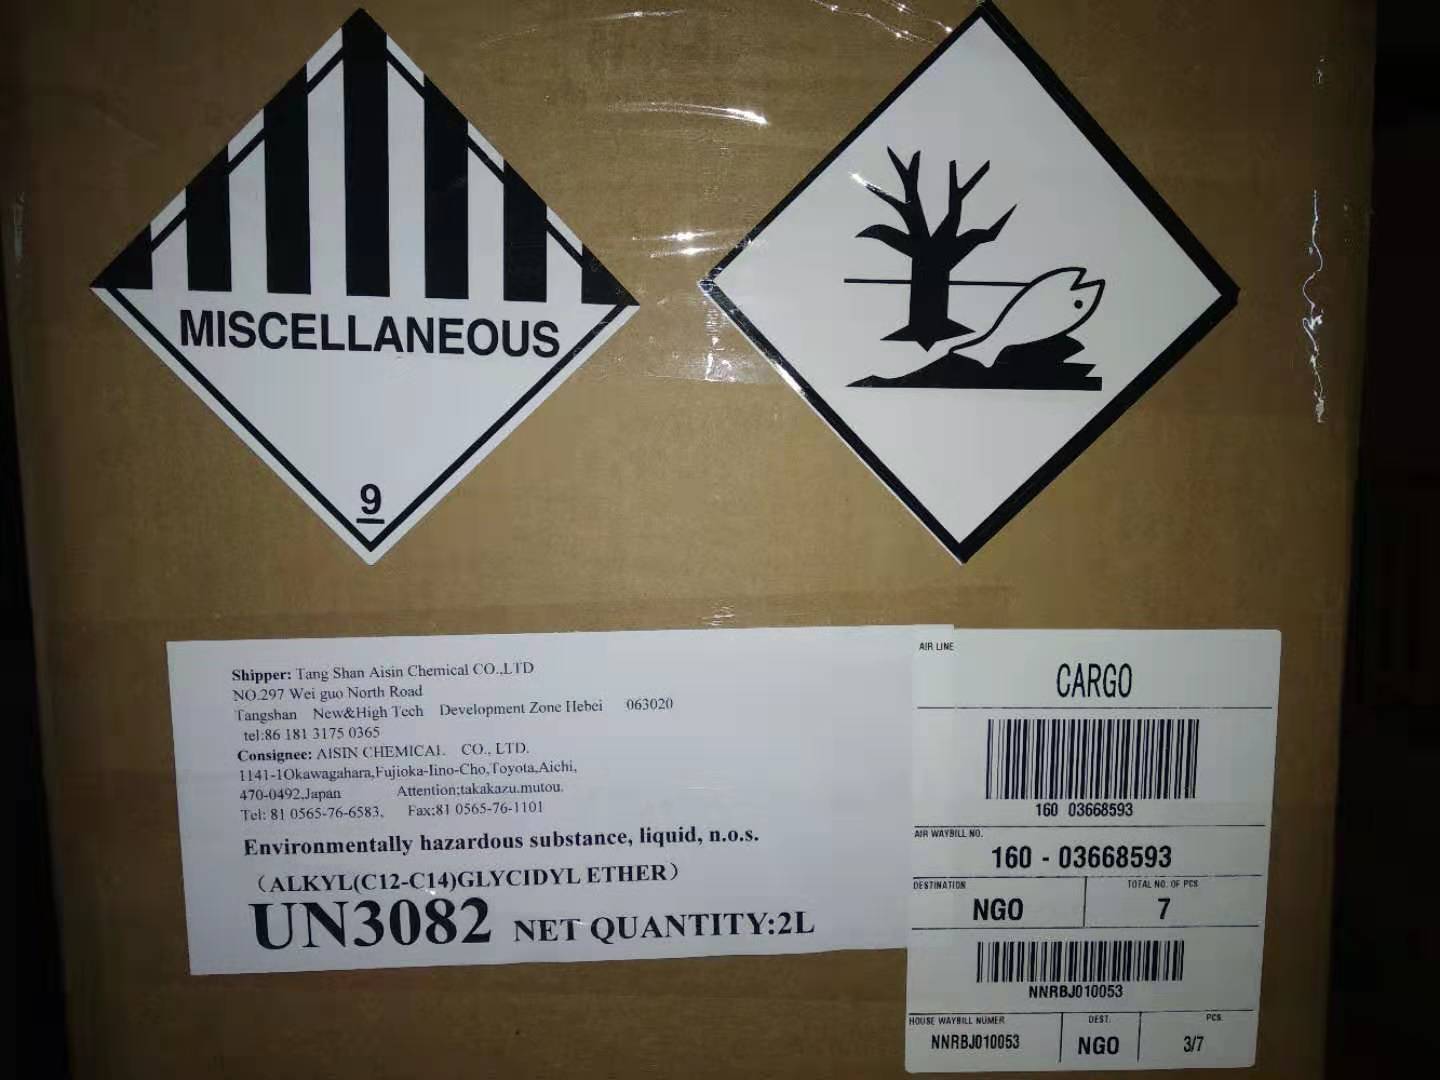 MISCELLANEOUS
9
Shipper: Tang Shan Aisin Chemical CO.,LTD
NO.297 Wei guo North Road
Tangshan New&High Tech Development Zone Hebei 063020
tel:86 181 3175 0365
Consignee: AISIN CHEMICAL CO., LTD.
1141-1Okawagahara,Fujioka-Iino-Cho,Toyota,Aichi,
470-0492,Japan Attention:takakazu.mutou.
Tel: 81 0565-76-6583, Fax:81 0565-76-1101
Environmentally hazardous substance, liquid, n.o.s.
（ALKYL(C12-C14)GLYCIDYL ETHER）
UN3082 NET QUANTITY:2L
AIR LINE
CARGO
160 03668593
AIR WAYBILL NO.
160 - 03668593
DESTINATION TOTAL NO. OF PCS
NGO 7
NNRBJ010053
HOUSE WAYBILL NUMER DEST. PCS
NNRBJ010053 NGO 3/7